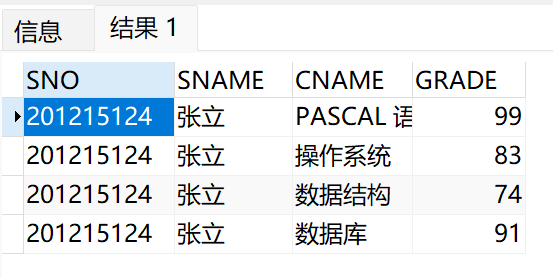 信息 结果 1
SNO SNAME CNAME GRADE
201215124 张立 PASCAL 语 99
201215124 张立 操作系统 83
201215124 张立 数据结构 74
201215124 张立 数据库 91